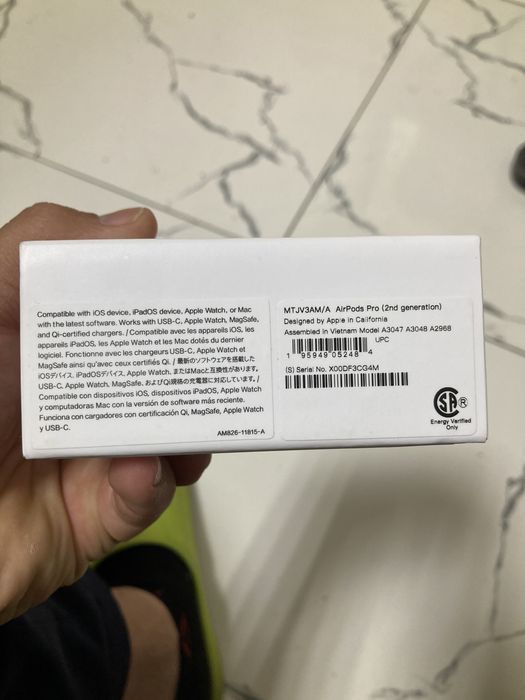 Compatible with iOS device, iPadOS device, Apple Watch, or Mac
with the latest software. Works with USB-C, Apple Watch, MagSafe,
and Qi-certified chargers. / Compatible avec les appareils iOS, les
appareils iPadOS, les Apple Watch et les Mac dotés du dernier
logiciel. Fonctionne avec les chargeurs USB-C, Apple Watch et
MagSafe ainsi qu'avec ceux certifiés Qi. / 最新のソフトウェアを搭載した
iOSデバイス、iPadOSデバイス、Apple Watch、またはMacと互換性があります。
USB-C、Apple Watch、MagSafe、およびQi規格の充電器に対応しています。/
Compatible con dispositivos iOS, dispositivos iPadOS, Apple Watch
y computadoras Mac con la versión de software más reciente.
Funciona con cargadores con certificación Qi, MagSafe, Apple Watch
y USB-C.
AM826-11815-A
MTJV3AM/A AirPods Pro (2nd generation)
Designed by Apple in California
Assembled in Vietnam Model A3047 A3048 A2968
UPC
1 95949 05248 4
(S) Serial No. X00DF3CG4M
SA ®
Energy Verified
Only